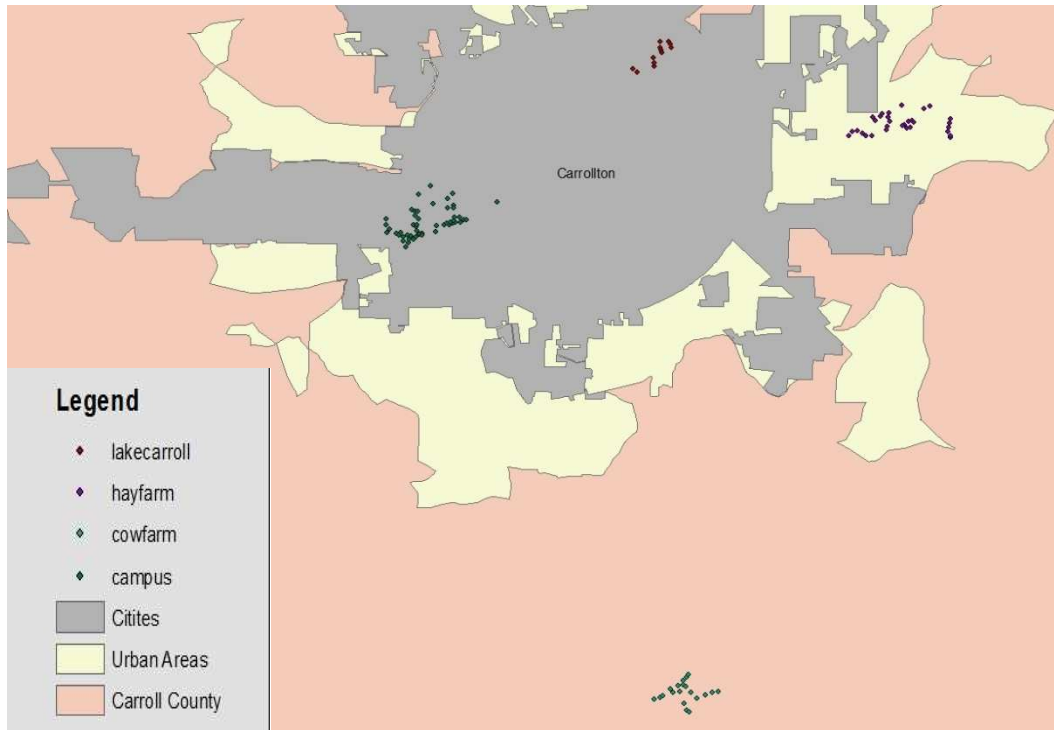 Carrollton
Legend
lakecarroll
hayfarm
cowfarm
campus
Citites
Urban Areas
Carroll County